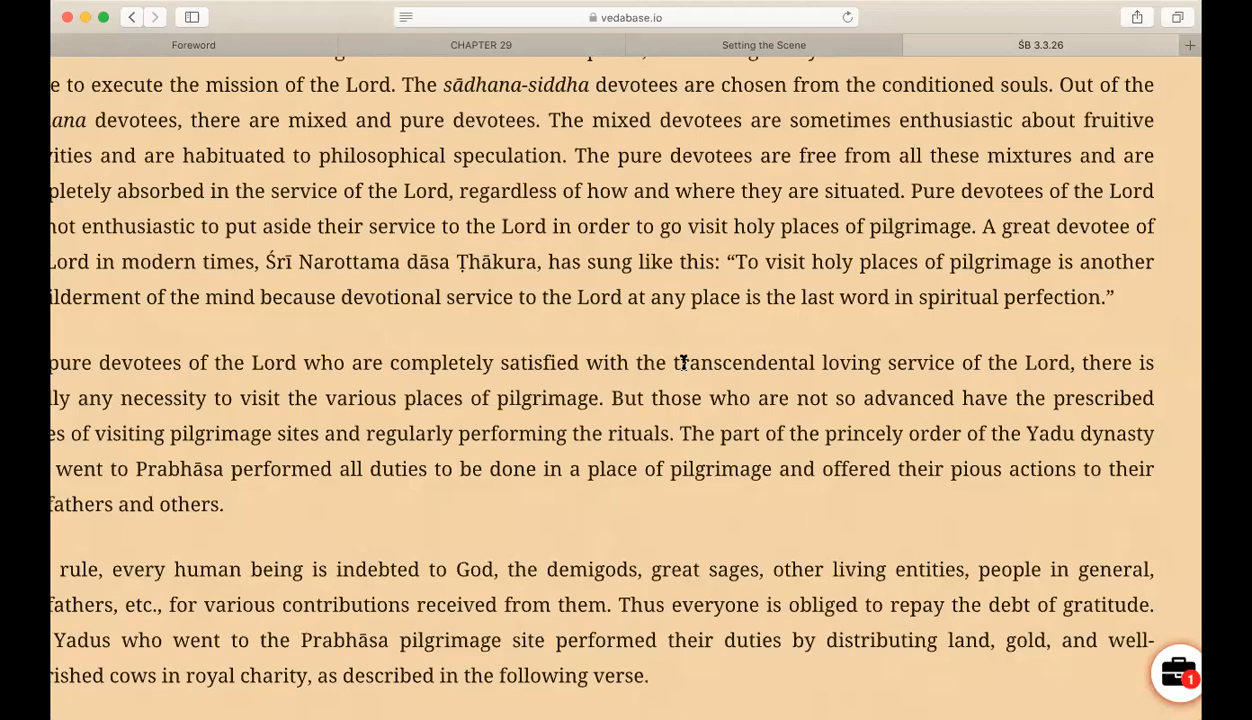 vedabase.io
Foreword
CHAPTER 29
Setting the Scene
ŚB 3.3.26
e to execute the mission of the Lord. The sādhana-siddha devotees are chosen from the conditioned souls. Out of the
ana devotees, there are mixed and pure devotees. The mixed devotees are sometimes enthusiastic about fruitive
vities and are habituated to philosophical speculation. The pure devotees are free from all these mixtures and are
pletely absorbed in the service of the Lord, regardless of how and where they are situated. Pure devotees of the Lord
not enthusiastic to put aside their service to the Lord in order to go visit holy places of pilgrimage. A great devotee of
Lord in modern times, Śrī Narottama dāsa Ṭhākura, has sung like this: “To visit holy places of pilgrimage is another
ilderment of the mind because devotional service to the Lord at any place is the last word in spiritual perfection.”
pure devotees of the Lord who are completely satisfied with the transcendental loving service of the Lord, there is
lly any necessity to visit the various places of pilgrimage. But those who are not so advanced have the prescribed
es of visiting pilgrimage sites and regularly performing the rituals. The part of the princely order of the Yadu dynasty
went to Prabhāsa performed all duties to be done in a place of pilgrimage and offered their pious actions to their
fathers and others.
rule, every human being is indebted to God, the demigods, great sages, other living entities, people in general,
fathers, etc., for various contributions received from them. Thus everyone is obliged to repay the debt of gratitude.
Yadus who went to the Prabhāsa pilgrimage site performed their duties by distributing land, gold, and well-
rished cows in royal charity, as described in the following verse.
1